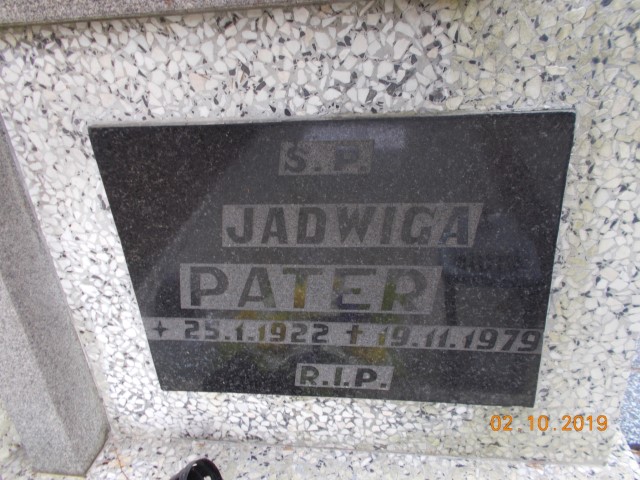 S.P.
JADWIGA
PATER
+ 25.1.1922 + 19.11.1979
R.I.P.
02 10 2019